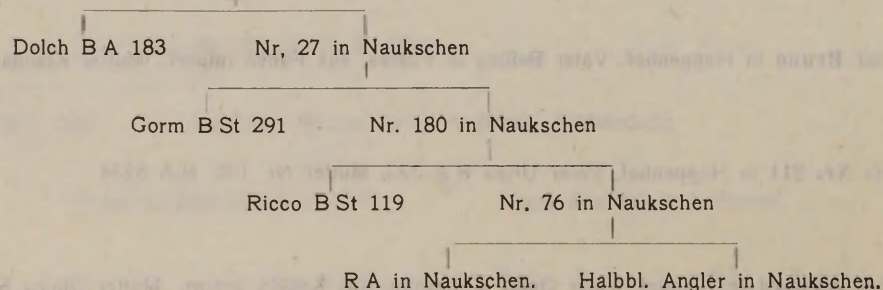 Dolch B A 183 Nr, 27 in Naukschen
Gorm B St 291 Nr. 180 in Naukschen
Ricco B St 119 Nr. 76 in Naukschen
R A in Naukschen. Halbbl. Angler in Naukschen.